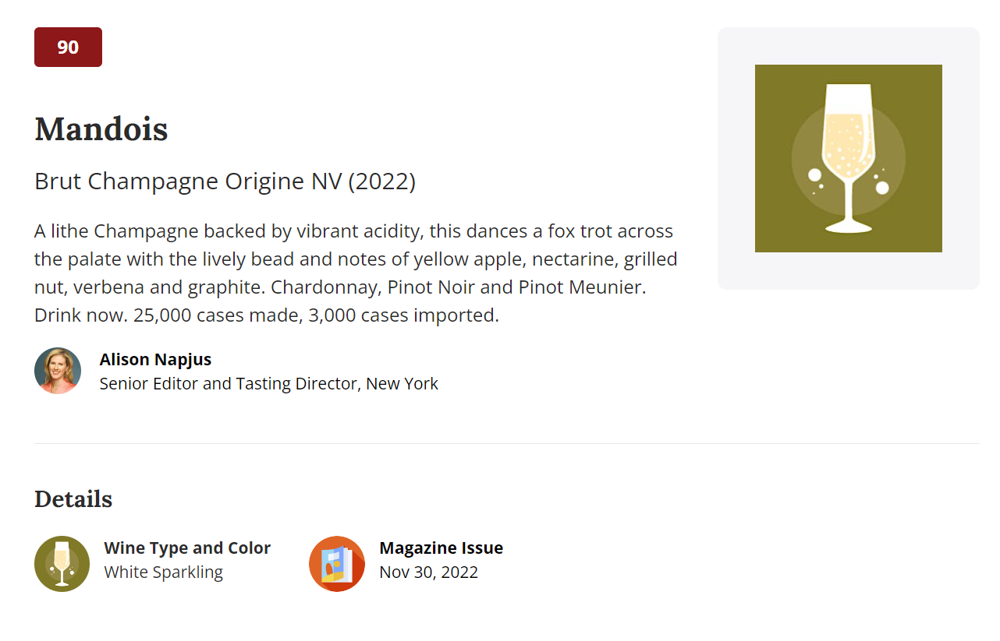 90
Mandois
Brut Champagne Origine NV (2022)
A lithe Champagne backed by vibrant acidity, this dances a fox trot across
the palate with the lively bead and notes of yellow apple, nectarine, grilled
nut, verbena and graphite. Chardonnay, Pinot Noir and Pinot Meunier.
Drink now. 25,000 cases made, 3,000 cases imported.
Alison Napjus
Senior Editor and Tasting Director, New York
Details
Wine Type and Color
White Sparkling
Magazine Issue
Nov 30, 2022